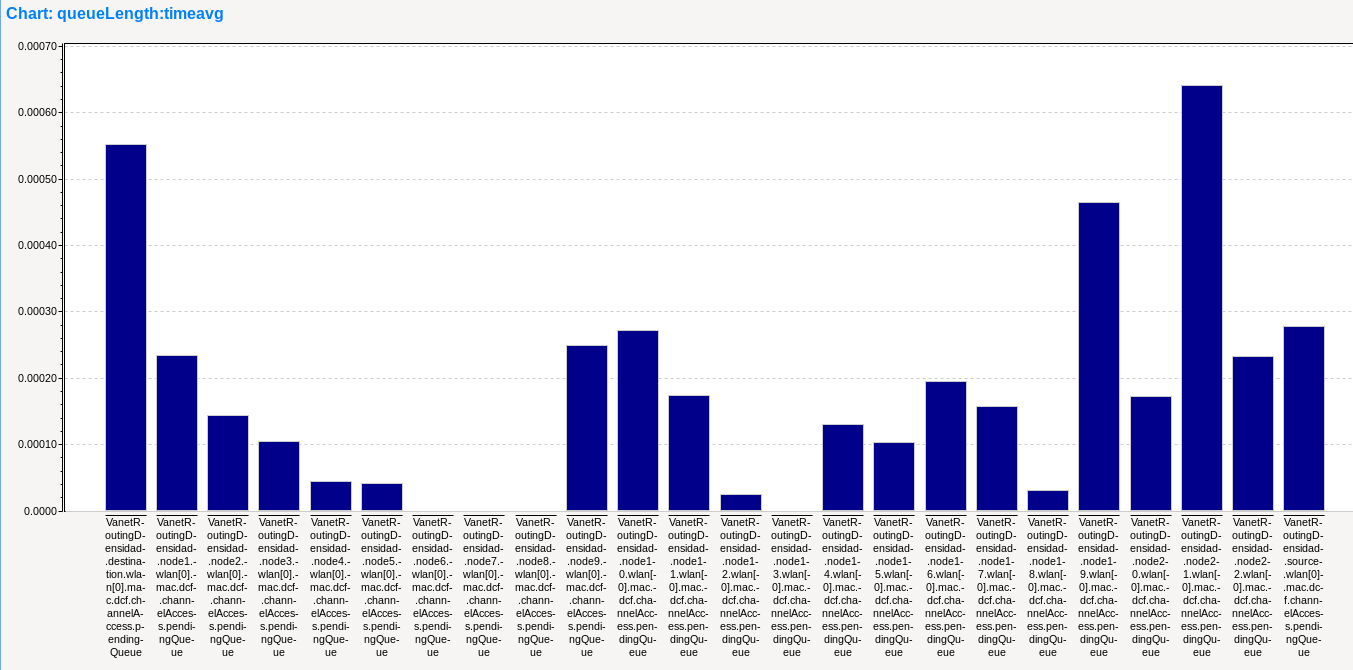 Chart: queueLength:timeavg
0.00070
0.00060
0.00050
0.00040
0.00030
0.00020
0.00010
0.0000
VanetR-
outingD-
ensidad-
.destina-
tion.wla-
n[0].ma-
c.dcf.ch-
annelA-
ccess.p-
ending-
Queue
VanetR-
outingD-
ensidad-
.node1.-
wlan[0].-
mac.dcf-
.chann-
elAcces-
s.pendi-
ngQue-
ue
VanetR-
outingD-
ensidad-
.node2.-
wlan[0].-
mac.dcf-
.chann-
elAcces-
s.pendi-
ngQue-
ue
VanetR-
outingD-
ensidad-
.node3.-
wlan[0].-
mac.dcf-
.chann-
elAcces-
s.pendi-
ngQue-
ue
VanetR-
outingD-
ensidad-
.node4.-
wlan[0].-
mac.dcf-
.chann-
elAcces-
s.pendi-
ngQue-
ue
VanetR-
outingD-
ensidad-
.node5.-
wlan[0].-
mac.dcf-
.chann-
elAcces-
s.pendi-
ngQue-
ue
VanetR-
outingD-
ensidad-
.node6.-
wlan[0].-
mac.dcf-
.chann-
elAcces-
s.pendi-
ngQue-
ue
VanetR-
outingD-
ensidad-
.node7.-
wlan[0].-
mac.dcf-
.chann-
elAcces-
s.pendi-
ngQue-
ue
VanetR-
outingD-
ensidad-
.node8.-
wlan[0].-
mac.dcf-
.chann-
elAcces-
s.pendi-
ngQue-
ue
VanetR-
outingD-
ensidad-
.node9.-
wlan[0].-
mac.dcf-
.chann-
elAcces-
s.pendi-
ngQue-
ue
VanetR-
outingD-
ensidad-
.node1-
0.wlan[-
0].mac.-
dcf.cha-
nnelAcc-
ess.pen-
dingQu-
eue
VanetR-
outingD-
ensidad-
.node1-
1.wlan[-
0].mac.-
dcf.cha-
nnelAcc-
ess.pen-
dingQu-
eue
VanetR-
outingD-
ensidad-
.node1-
2.wlan[-
0].mac.-
dcf.cha-
nnelAcc-
ess.pen-
dingQu-
eue
VanetR-
outingD-
ensidad-
.node1-
3.wlan[-
0].mac.-
dcf.cha-
nnelAcc-
ess.pen-
dingQu-
eue
VanetR-
outingD-
ensidad-
.node1-
4.wlan[-
0].mac.-
dcf.cha-
nnelAcc-
ess.pen-
dingQu-
eue
VanetR-
outingD-
ensidad-
.node1-
5.wlan[-
0].mac.-
dcf.cha-
nnelAcc-
ess.pen-
dingQu-
eue
VanetR-
outingD-
ensidad-
.node1-
6.wlan[-
0].mac.-
dcf.cha-
nnelAcc-
ess.pen-
dingQu-
eue
VanetR-
outingD-
ensidad-
.node1-
7.wlan[-
0].mac.-
dcf.cha-
nnelAcc-
ess.pen-
dingQu-
eue
VanetR-
outingD-
ensidad-
.node1-
8.wlan[-
0].mac.-
dcf.cha-
nnelAcc-
ess.pen-
dingQu-
eue
VanetR-
outingD-
ensidad-
.node1-
9.wlan[-
0].mac.-
dcf.cha-
nnelAcc-
ess.pen-
dingQu-
eue
VanetR-
outingD-
ensidad-
.node2-
0.wlan[-
0].mac.-
dcf.cha-
nnelAcc-
ess.pen-
dingQu-
eue
VanetR-
outingD-
ensidad-
.node2-
1.wlan[-
0].mac.-
dcf.cha-
nnelAcc-
ess.pen-
dingQu-
eue
VanetR-
outingD-
ensidad-
.node2-
2.wlan[-
0].mac.-
dcf.cha-
nnelAcc-
ess.pen-
dingQu-
eue
VanetR-
outingD-
ensidad-
.source-
.wlan[0]-
.mac.dc-
f.chann-
elAcces-
s.pendi-
ngQue-
ue